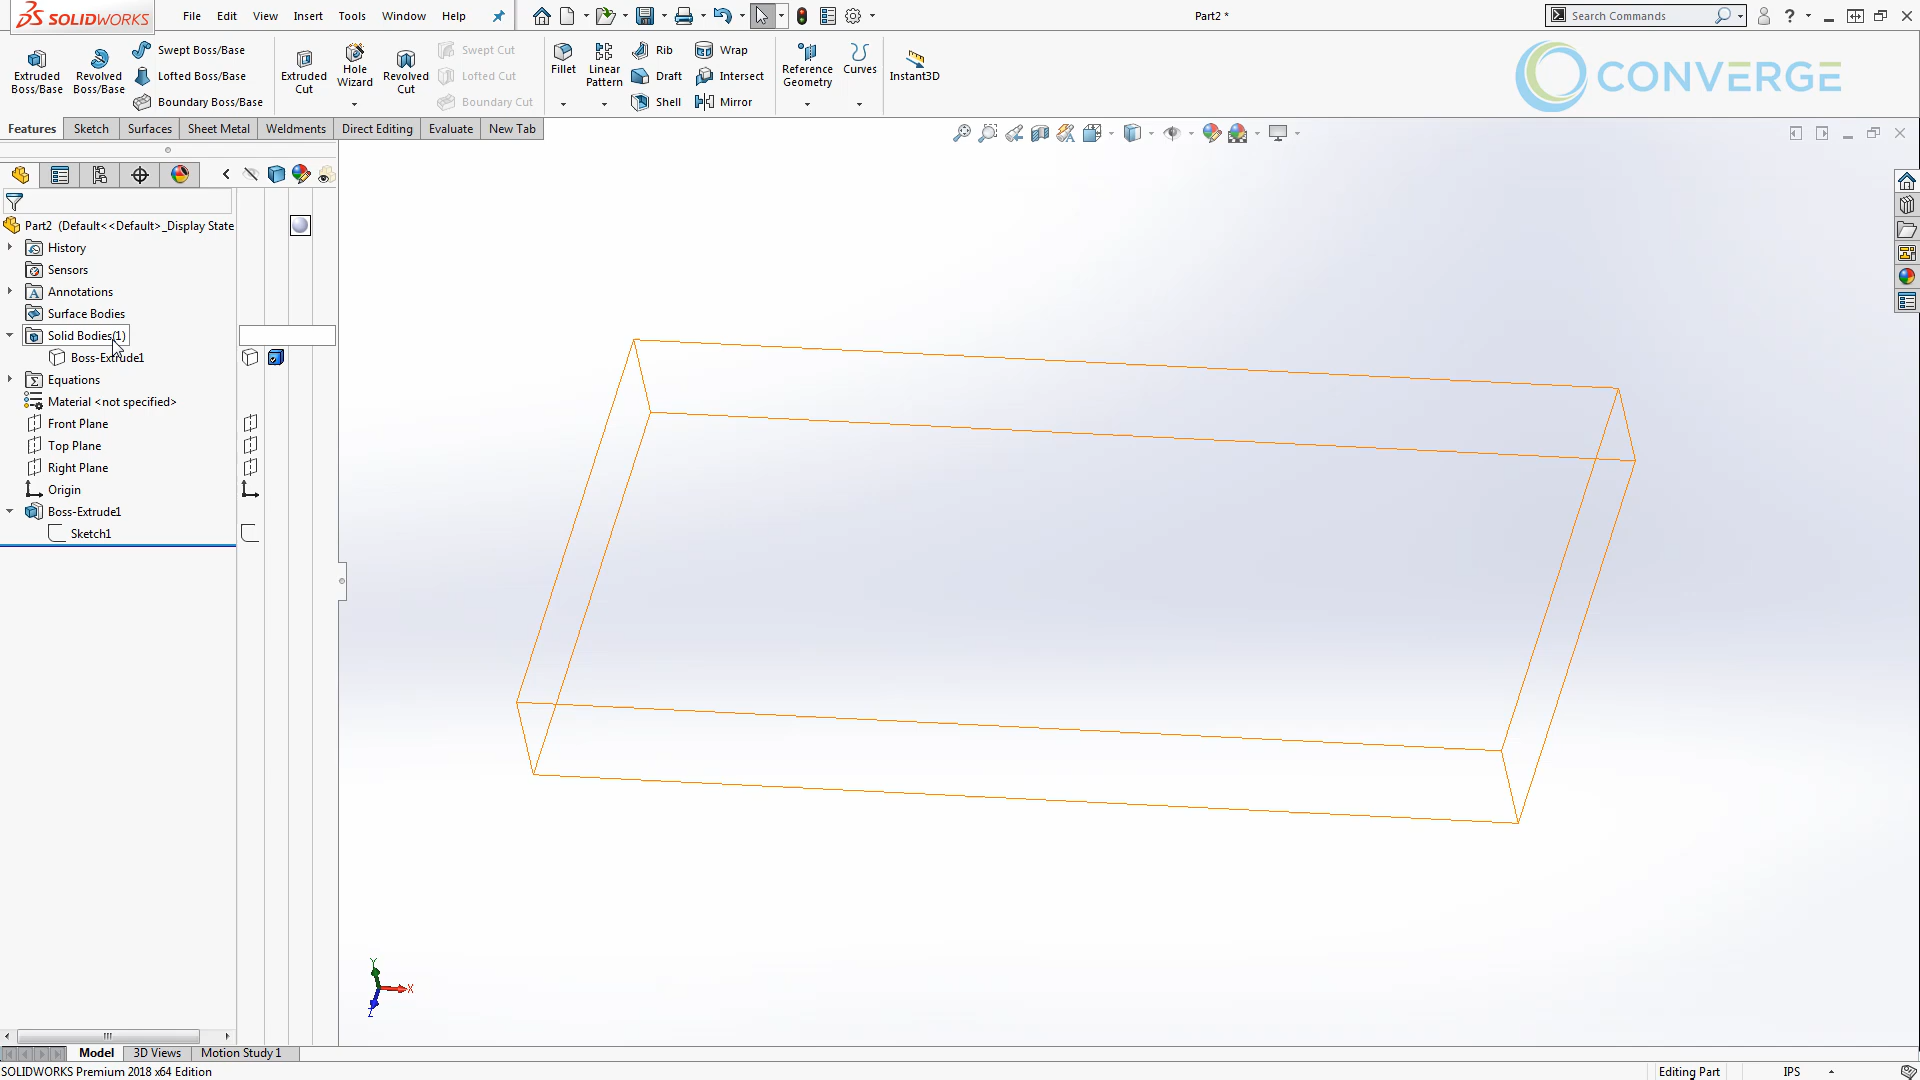 SOLIDWORKS
File Edit View Insert Tools Window Help
Part2 *
Search Commands
Extruded Boss/Base
Revolved Boss/Base
Swept Boss/Base
Lofted Boss/Base
Boundary Boss/Base
Extruded Cut
Hole Wizard
Revolved Cut
Swept Cut
Lofted Cut
Boundary Cut
Fillet
Linear Pattern
Rib
Draft
Shell
Wrap
Intersect
Mirror
Reference Geometry
Curves
Instant3D
CONVERGE
Features Sketch Surfaces Sheet Metal Weldments Direct Editing Evaluate New Tab
Part2 (Default<<Default>_Display State
History
Sensors
Annotations
Surface Bodies
Solid Bodies(1)
Boss-Extrude1
Equations
Material <not specified>
Front Plane
Top Plane
Right Plane
Origin
Boss-Extrude1
Sketch1
Y
X
Z
Model 3D Views Motion Study 1
SOLIDWORKS Premium 2018 x64 Edition
Editing Part
IPS